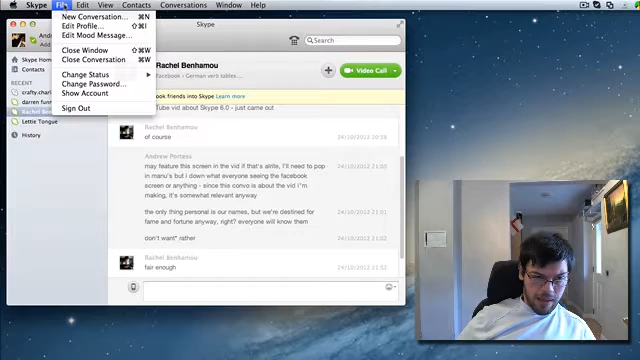 Skype File Edit View Contacts Conversations Window Help
New Conversation... ⌘N
Edit Profile... ⇧⌘I
Edit Mood Message...
Close Window ⇧⌘W
Close Conversation ⌘W
Change Status
Change Password...
Show Account
Sign Out
Skype
Search
Skype Home
Contacts
RECENT
crafty.charl
darren funn
Rachel Ben
Lettie Tongue
History
Rachel Benhamou
Facebook - German verb tables...
Video Call
friends into Skype Learn more
Tube vid about Skype 6.0 - just came out
Rachel Benhamou
of course 24/10/2012 20:59
Andrew Portess
may feature this screen in the vid if that's alrite, I'll need to pop 24/10/2012 21:00
in manu's but i down what everyone seeing the facebook
screen or anything - since this convo is about the vid i'm
making, it's somewhat relevant anyway
the only thing personal is our names, but we're destined for 24/10/2012 21:01
fame and fortune anyway, right? everyone will know them
don't want* rather 24/10/2012 21:02
Rachel Benhamou
fair enough 24/10/2012 21:02